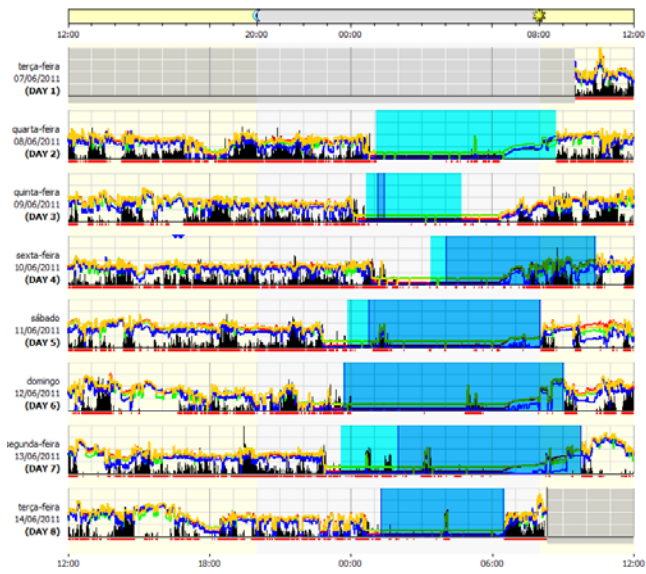 12:00 20:00 00:00 08:00 12:00
terça-feira
07/06/2011
(DAY 1)
quarta-feira
08/06/2011
(DAY 2)
quinta-feira
09/06/2011
(DAY 3)
sexta-feira
10/06/2011
(DAY 4)
sábado
11/06/2011
(DAY 5)
domingo
12/06/2011
(DAY 6)
segunda-feira
13/06/2011
(DAY 7)
terça-feira
14/06/2011
(DAY 8)
12:00 18:00 00:00 06:00 12:00